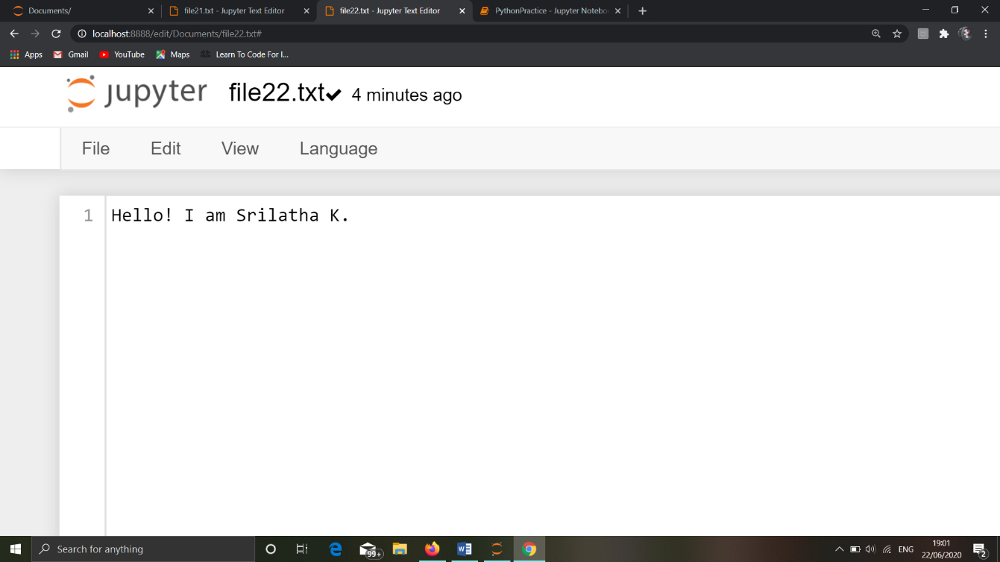 Documents/
file21.txt - Jupyter Text Editor
file22.txt - Jupyter Text Editor
PythonPractice - Jupyter Notebo
localhost:8888/edit/Documents/file22.txt#
Apps Gmail YouTube Maps Learn To Code For I...
jupyter file22.txt 4 minutes ago
File Edit View Language
1 Hello! I am Srilatha K.
Search for anything
99+
ENG
19:01
22/06/2020
2